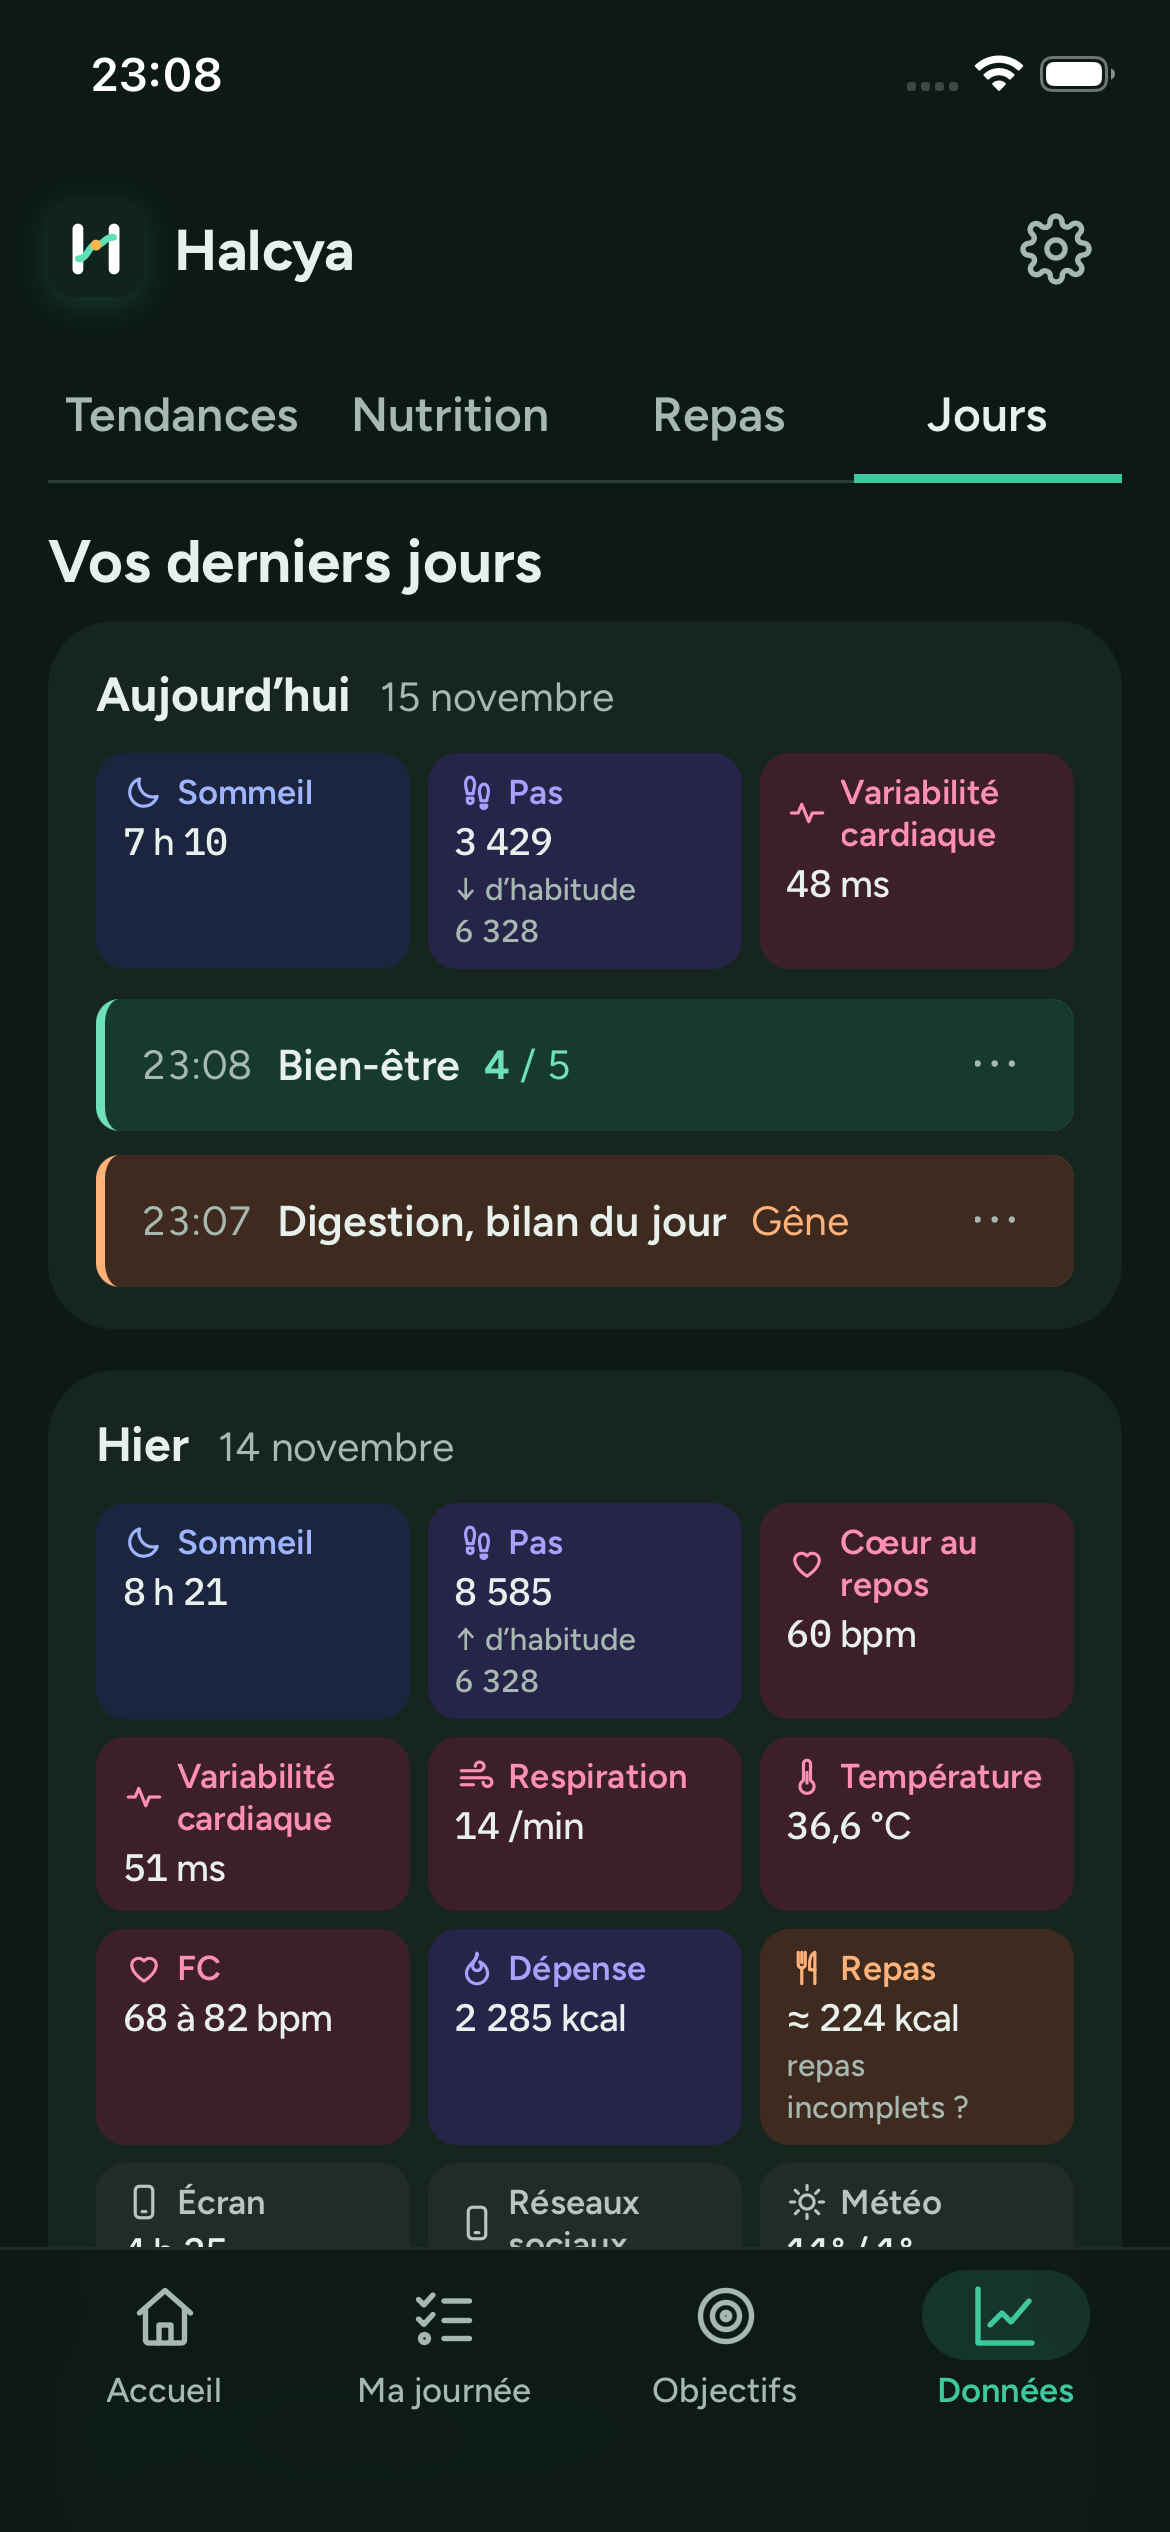 23:08
Halcya
Tendances Nutrition Repas Jours
Vos derniers jours
Aujourd’hui 15 novembre
Sommeil
7 h 10
Pas
3 429
↓ d’habitude
6 328
Variabilité
cardiaque
48 ms
23:08 Bien-être 4 / 5 ...
23:07 Digestion, bilan du jour Gêne ...
Hier 14 novembre
Sommeil
8 h 21
Pas
8 585
↑ d’habitude
6 328
Cœur au
repos
60 bpm
Variabilité
cardiaque
51 ms
Respiration
14 /min
Température
36,6 °C
FC
68 à 82 bpm
Dépense
2 285 kcal
Repas
≈ 224 kcal
repas
incomplets ?
Écran
Réseaux
sociaux
Météo
Accueil Ma journée Objectifs Données